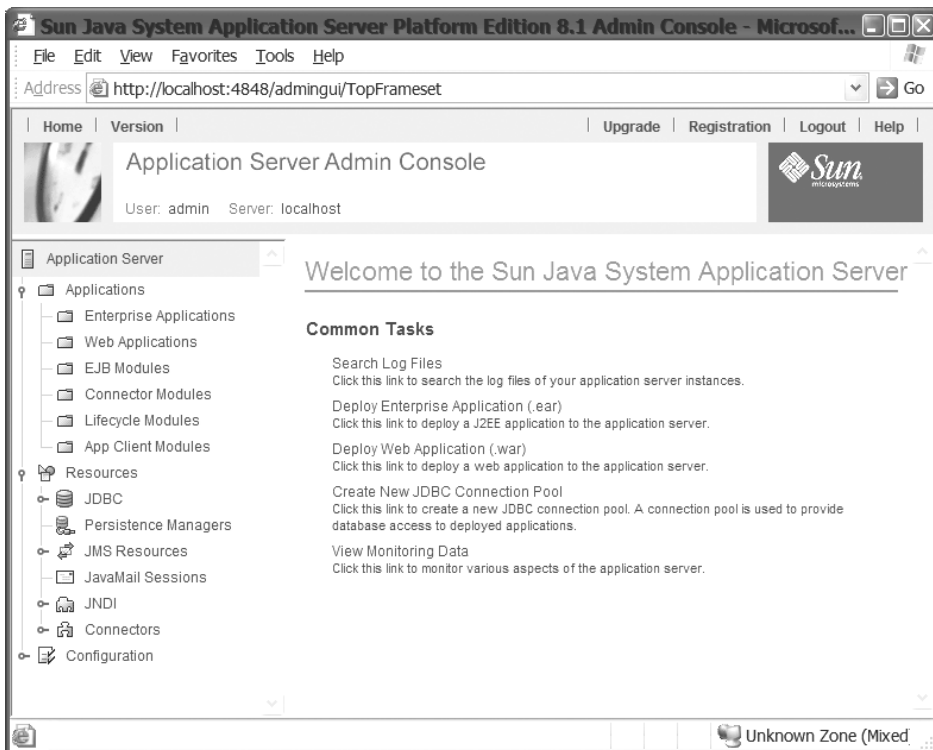 Sun Java System Application Server Platform Edition 8.1 Admin Console - Microsof...
File Edit View Favorites Tools Help
Address http://localhost:4848/admingui/TopFrameset Go
Home Version Upgrade Registration Logout Help
Application Server Admin Console
Sun
microsystems
User: admin Server: localhost
Application Server
Applications
Enterprise Applications
Web Applications
EJB Modules
Connector Modules
Lifecycle Modules
App Client Modules
Resources
JDBC
Persistence Managers
JMS Resources
JavaMail Sessions
JNDI
Connectors
Configuration
Welcome to the Sun Java System Application Server
Common Tasks
Search Log Files
Click this link to search the log files of your application server instances.
Deploy Enterprise Application (.ear)
Click this link to deploy a J2EE application to the application server.
Deploy Web Application (.war)
Click this link to deploy a web application to the application server.
Create New JDBC Connection Pool
Click this link to create a new JDBC connection pool. A connection pool is used to provide
database access to deployed applications.
View Monitoring Data
Click this link to monitor various aspects of the application server.
Unknown Zone (Mixed)